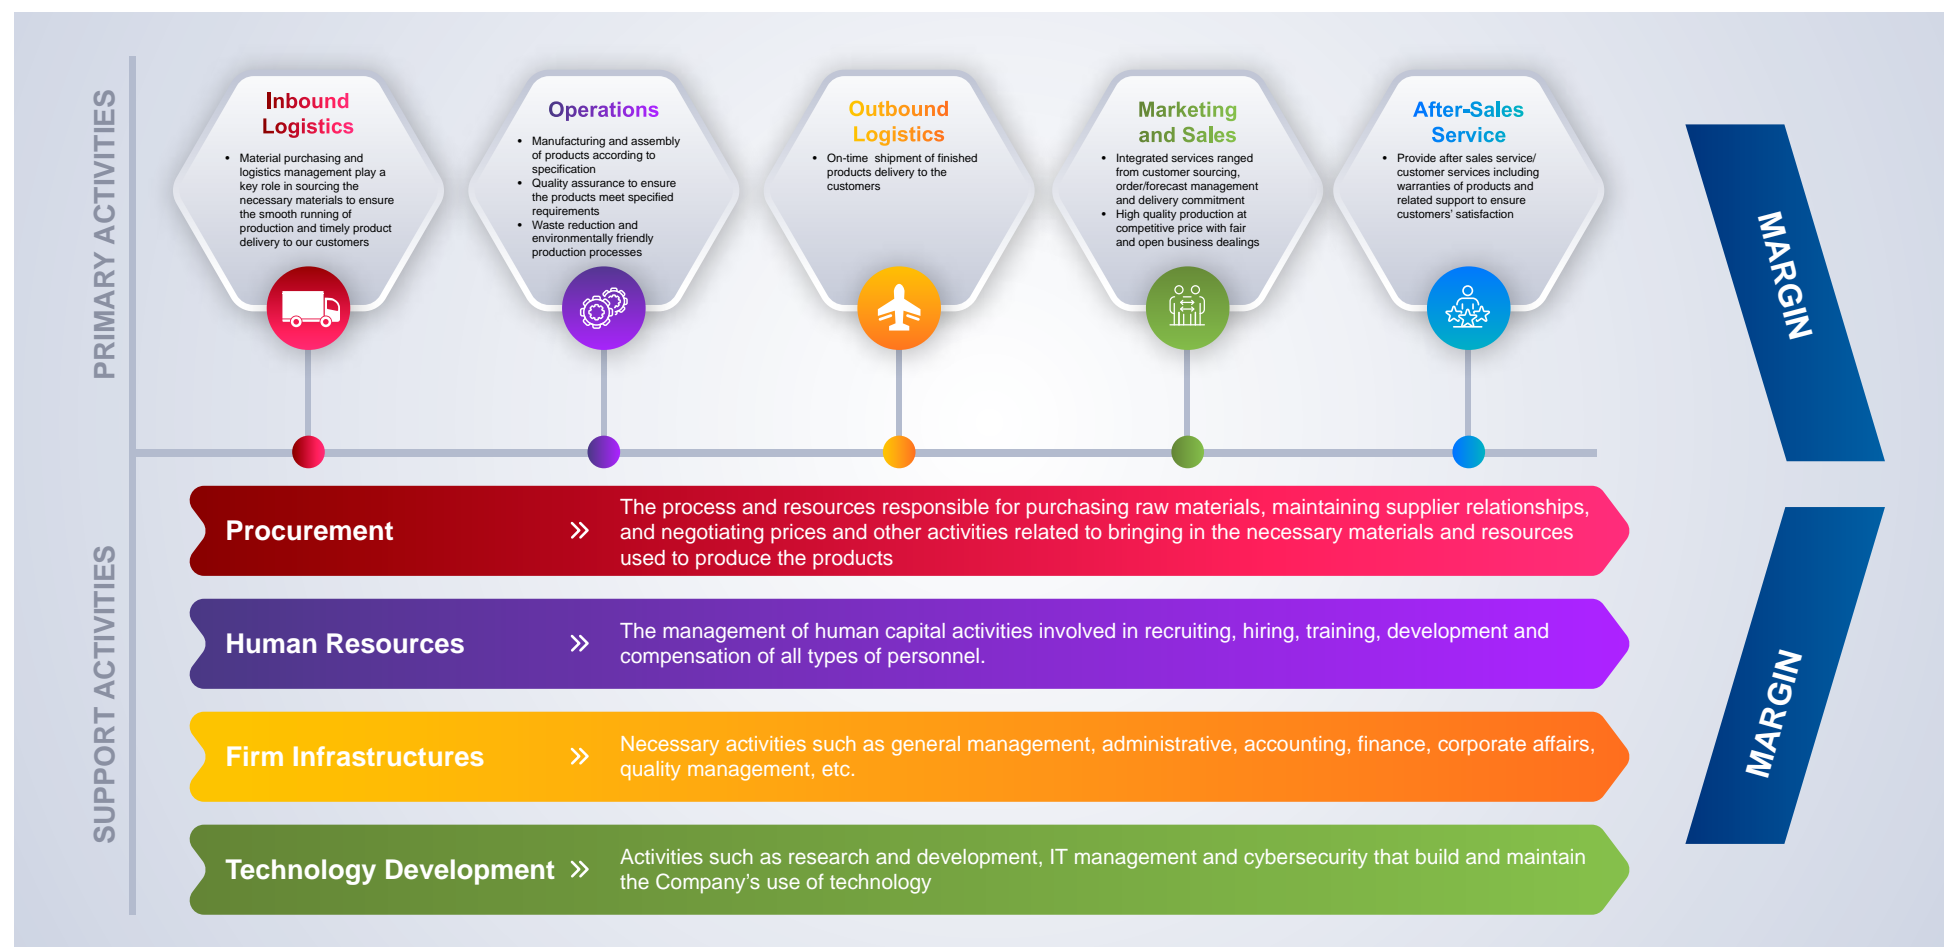 PRIMARY ACTIVITIES
Inbound
Logistics
• Material purchasing and
logistics management play a
key role in sourcing the
necessary materials to ensure
the smooth running of
production and timely product
delivery to our customers
Operations
• Manufacturing and assembly
of products according to
specification
• Quality assurance to ensure
the products meet specified
requirements
• Waste reduction and
environmentally friendly
production processes
Outbound
Logistics
• On-time shipment of finished
products delivery to the
customers
Marketing
and Sales
• Integrated services ranged
from customer sourcing,
order/forecast management
and delivery commitment
• High quality production at
competitive price with fair
and open business dealings
After-Sales
Service
• Provide after sales service/
customer services including
warranties of products and
related support to ensure
customers' satisfaction
MARGIN
SUPPORT ACTIVITIES
Procurement
The process and resources responsible for purchasing raw materials, maintaining supplier relationships,
and negotiating prices and other activities related to bringing in the necessary materials and resources
used to produce the products
Human Resources
The management of human capital activities involved in recruiting, hiring, training, development and
compensation of all types of personnel.
Firm Infrastructures
Necessary activities such as general management, administrative, accounting, finance, corporate affairs,
quality management, etc.
Technology Development
Activities such as research and development, IT management and cybersecurity that build and maintain
the Company's use of technology
MARGIN